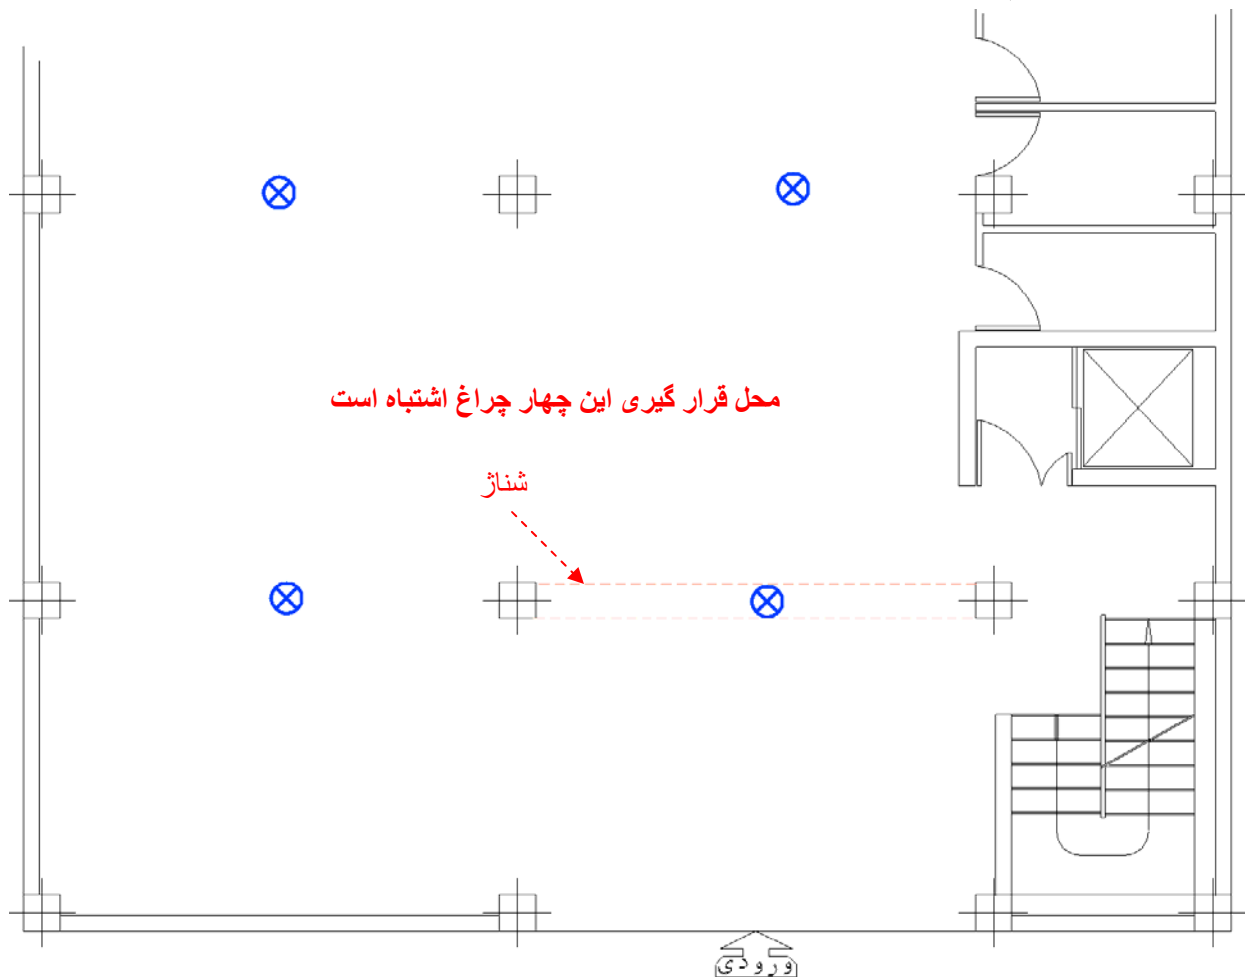 محل قرار گیری این چهار چراغ اشتباه است
شناژ
ورودی